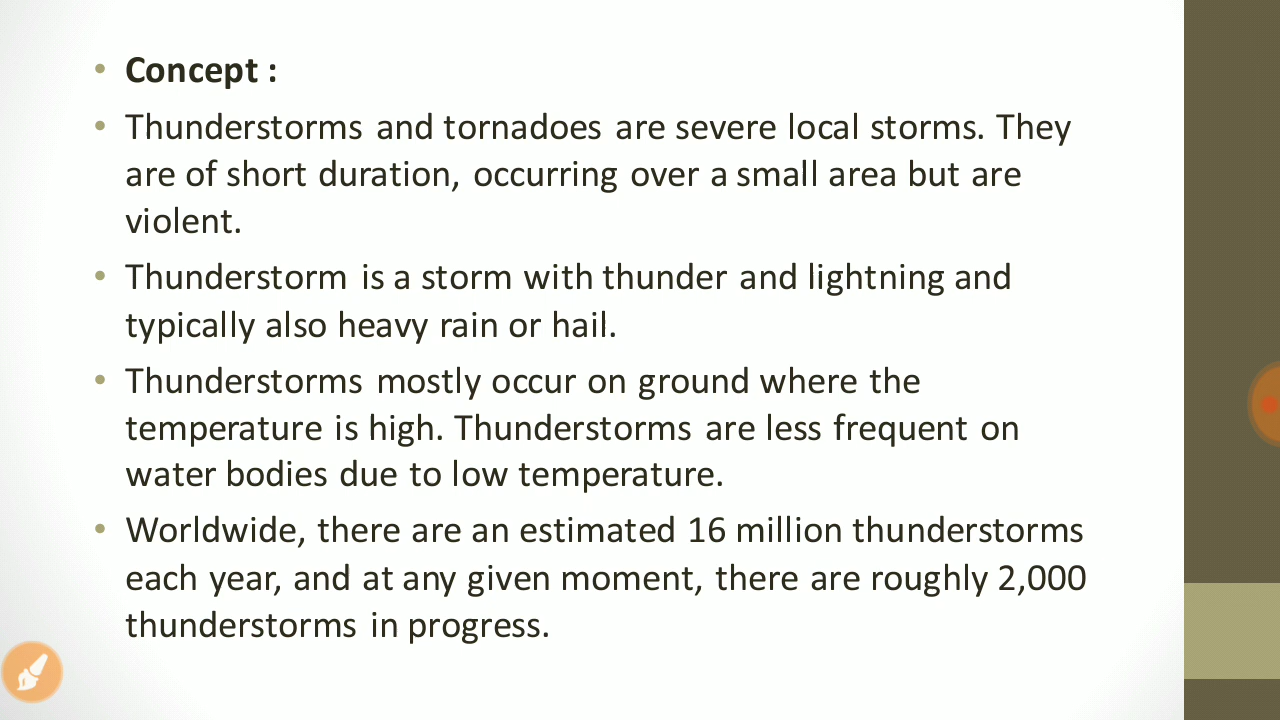 • Concept :
• Thunderstorms and tornadoes are severe local storms. They
are of short duration, occurring over a small area but are
violent.
• Thunderstorm is a storm with thunder and lightning and
typically also heavy rain or hail.
• Thunderstorms mostly occur on ground where the
temperature is high. Thunderstorms are less frequent on
water bodies due to low temperature.
• Worldwide, there are an estimated 16 million thunderstorms
each year, and at any given moment, there are roughly 2,000
thunderstorms in progress.